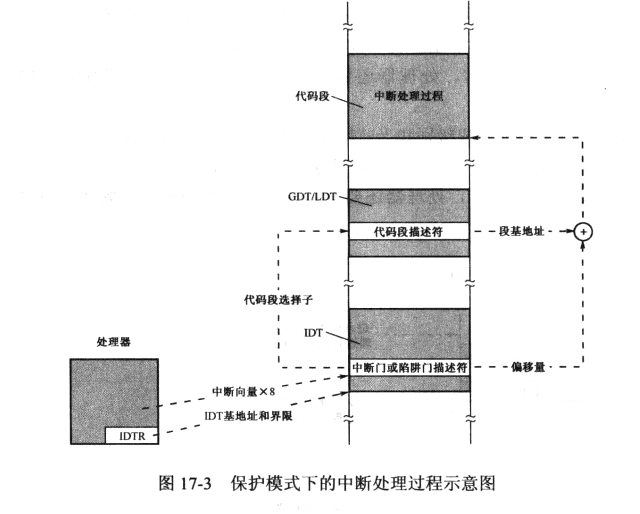 代码段
中断处理过程
GDT/LDT
代码段描述符
段基地址
+
代码段选择子
IDT
处理器
中断门或陷阱门描述符
偏移量
中断向量×8
IDT基地址和界限
IDTR
图 17-3 保护模式下的中断处理过程示意图